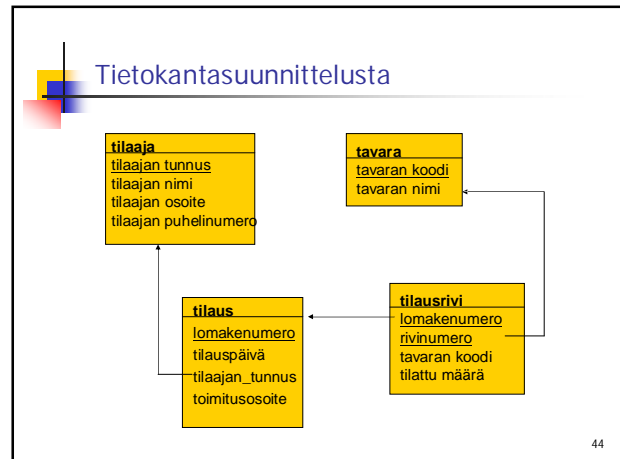 Tietokantasuunnittelusta
tilaaja
tilaajan tunnus
tilaajan nimi
tilaajan osoite
tilaajan puhelinumero
tavara
tavaran koodi
tavaran nimi
tilaus
lomakenumero
tilauspäivä
tilaajan_tunnus
toimitusosoite
tilausrivi
lomakenumero
rivinumero
tavaran koodi
tilattu määrä
44